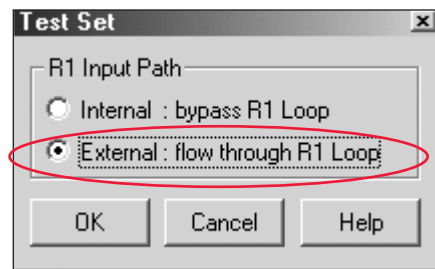 Test Set
R1 Input Path
Internal : bypass R1 Loop
External : flow through R1 Loop
OK Cancel Help